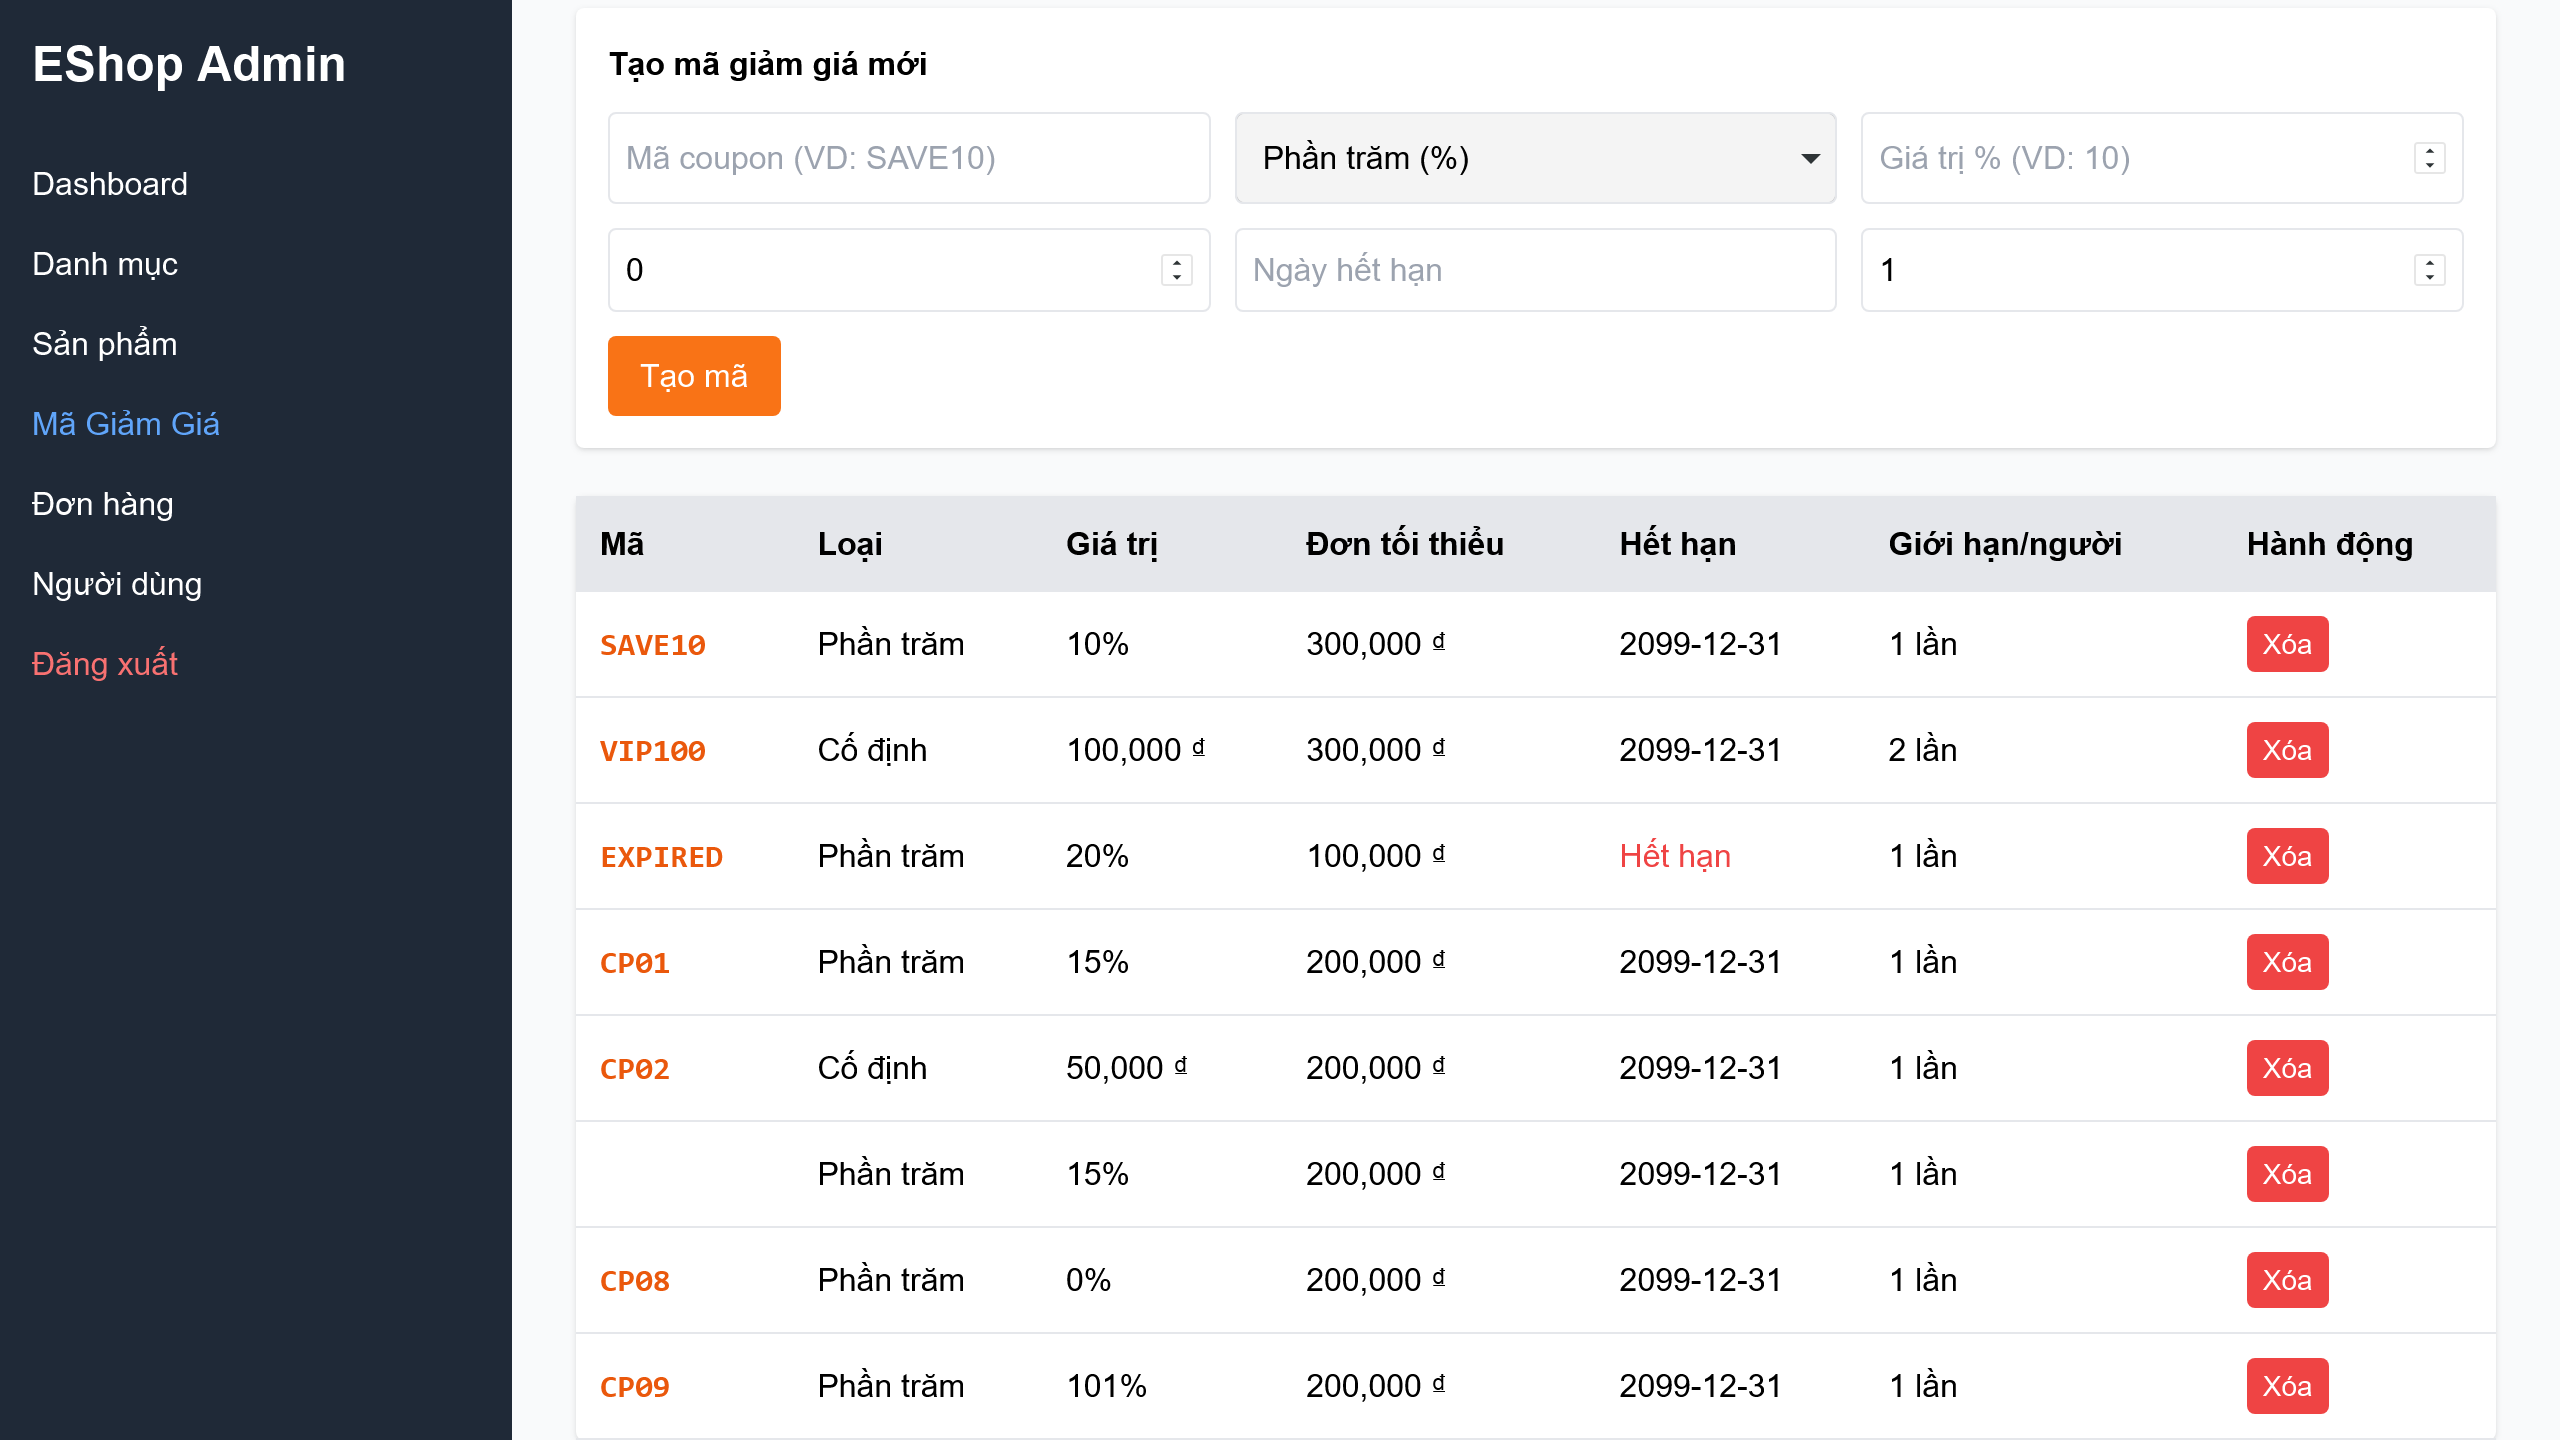 EShop Admin
Dashboard
Danh mục
Sản phẩm
Mã Giảm Giá
Đơn hàng
Người dùng
Đăng xuất
Tạo mã giảm giá mới
Mã coupon (VD: SAVE10)
Phần trăm (%)
Giá trị % (VD: 10)
0
Ngày hết hạn
1
Tạo mã
Mã Loại Giá trị Đơn tối thiểu Hết hạn Giới hạn/người Hành động
SAVE10 Phần trăm 10% 300,000 ₫ 2099-12-31 1 lần Xóa
VIP100 Cố định 100,000 ₫ 300,000 ₫ 2099-12-31 2 lần Xóa
EXPIRED Phần trăm 20% 100,000 ₫ Hết hạn 1 lần Xóa
CP01 Phần trăm 15% 200,000 ₫ 2099-12-31 1 lần Xóa
CP02 Cố định 50,000 ₫ 200,000 ₫ 2099-12-31 1 lần Xóa
Phần trăm 15% 200,000 ₫ 2099-12-31 1 lần Xóa
CP08 Phần trăm 0% 200,000 ₫ 2099-12-31 1 lần Xóa
CP09 Phần trăm 101% 200,000 ₫ 2099-12-31 1 lần Xóa